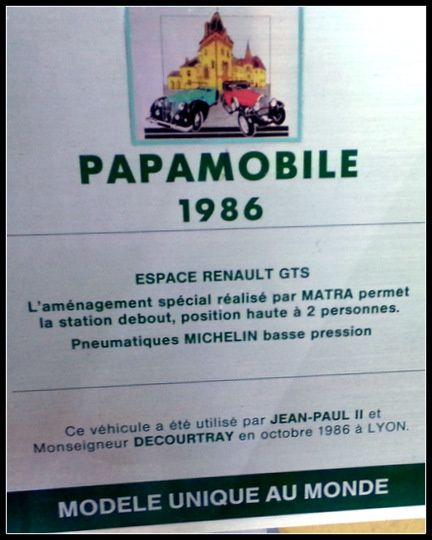 PAPAMOBILE
1986
ESPACE RENAULT GTS
L'aménagement spécial réalisé par MATRA permet
la station debout, position haute à 2 personnes.
Pneumatiques MICHELIN basse pression
Ce véhicule a été utilisé par JEAN-PAUL II et
Monseigneur DECOURTRAY en octobre 1986 à LYON.
MODELE UNIQUE AU MONDE